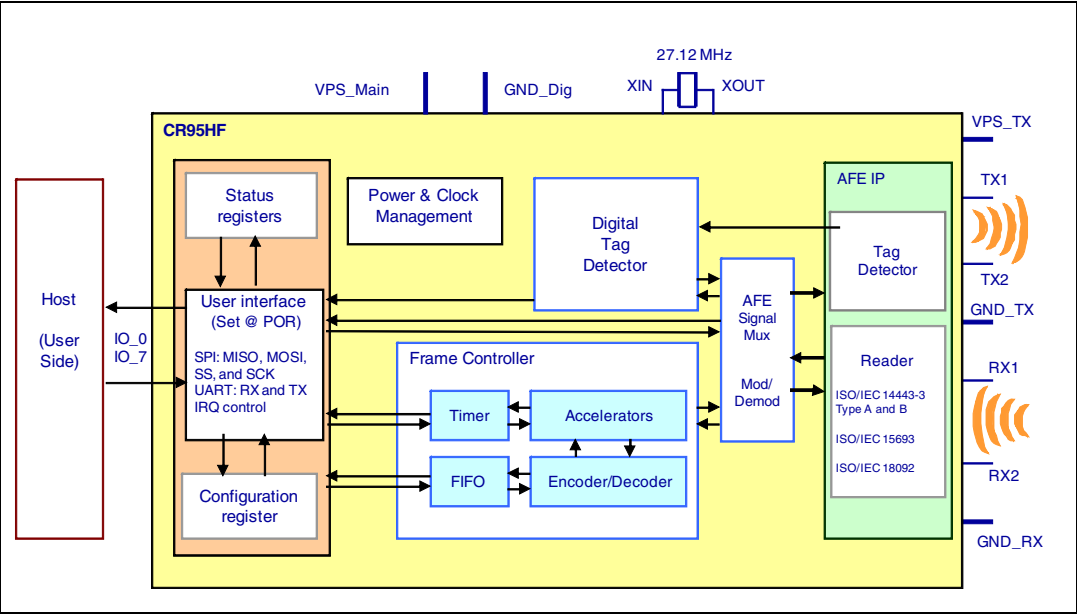 27.12 MHz
VPS_Main
GND_Dig
XIN
XOUT
CR95HF
VPS_TX
Status
registers
Power & Clock
Management
Digital
Tag
Detector
AFE IP
TX1
Tag
Detector
TX2
Host
(User
Side)
IO_0
IO_7
User interface
(Set @ POR)
SPI: MISO, MOSI,
SS, and SCK
UART: RX and TX
IRQ control
AFE
Signal
Mux
Mod/
Demod
GND_TX
Frame Controller
Timer
Accelerators
FIFO
Encoder/Decoder
Reader
ISO/IEC 14443-3
Type A and B
ISO/IEC 15693
ISO/IEC 18092
RX1
RX2
Configuration
register
GND_RX